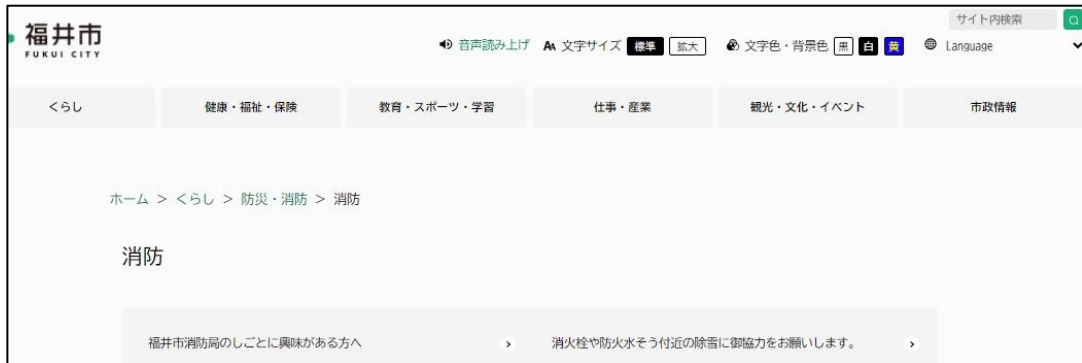 サイト内検索
福井市
FUKUI CITY
音声読み上げ AA 文字サイズ 標準 拡大 文字色・背景色 黒 白 黄 Language
くらし 健康・福祉・保険 教育・スポーツ・学習 仕事・産業 観光・文化・イベント 市政情報
ホーム > くらし > 防災・消防 > 消防
消防
福井市消防局のしごとに興味がある方へ 消火栓や防火水そう付近の除雪に御協力をお願いします。